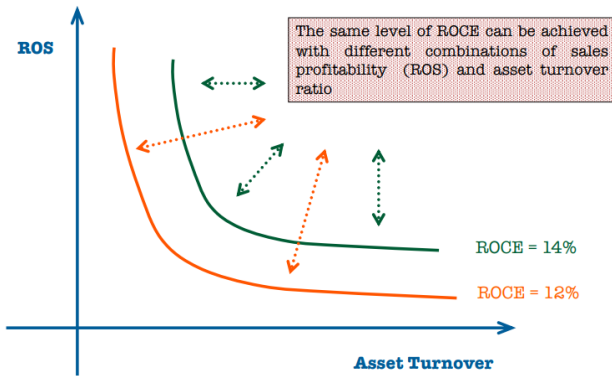 ROS
The same level of ROCE can be achieved
with different combinations of sales
profitability (ROS) and asset turnover
ratio
ROCE = 14%
ROCE = 12%
Asset Turnover